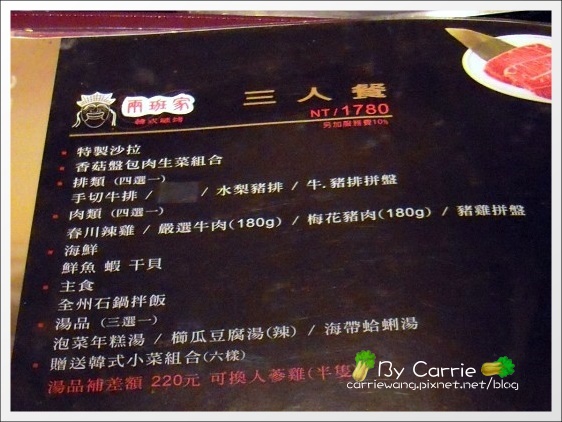 兩班家
韓式碳烤
三人餐
NT/1780
另加服務費10%
特製沙拉
香菇盤包肉生菜組合
排類 (四選一)
手切牛排 / / 水梨豬排 / 牛.豬排拼盤
肉類 (四選一)
春川辣雞 / 嚴選牛肉(180g) / 梅花豬肉(180g) / 豬雞拼盤
海鮮
鮮魚 蝦 干貝
主食
全州石鍋拌飯
湯品 (三選一)
泡菜年糕湯 / 櫛瓜豆腐湯(辣) / 海帶蛤蜊湯
贈送韓式小菜組合(六樣)
湯品補差額 220元 可換人蔘雞(半隻)
By Carrie
carriewang.pixnet.net/blog